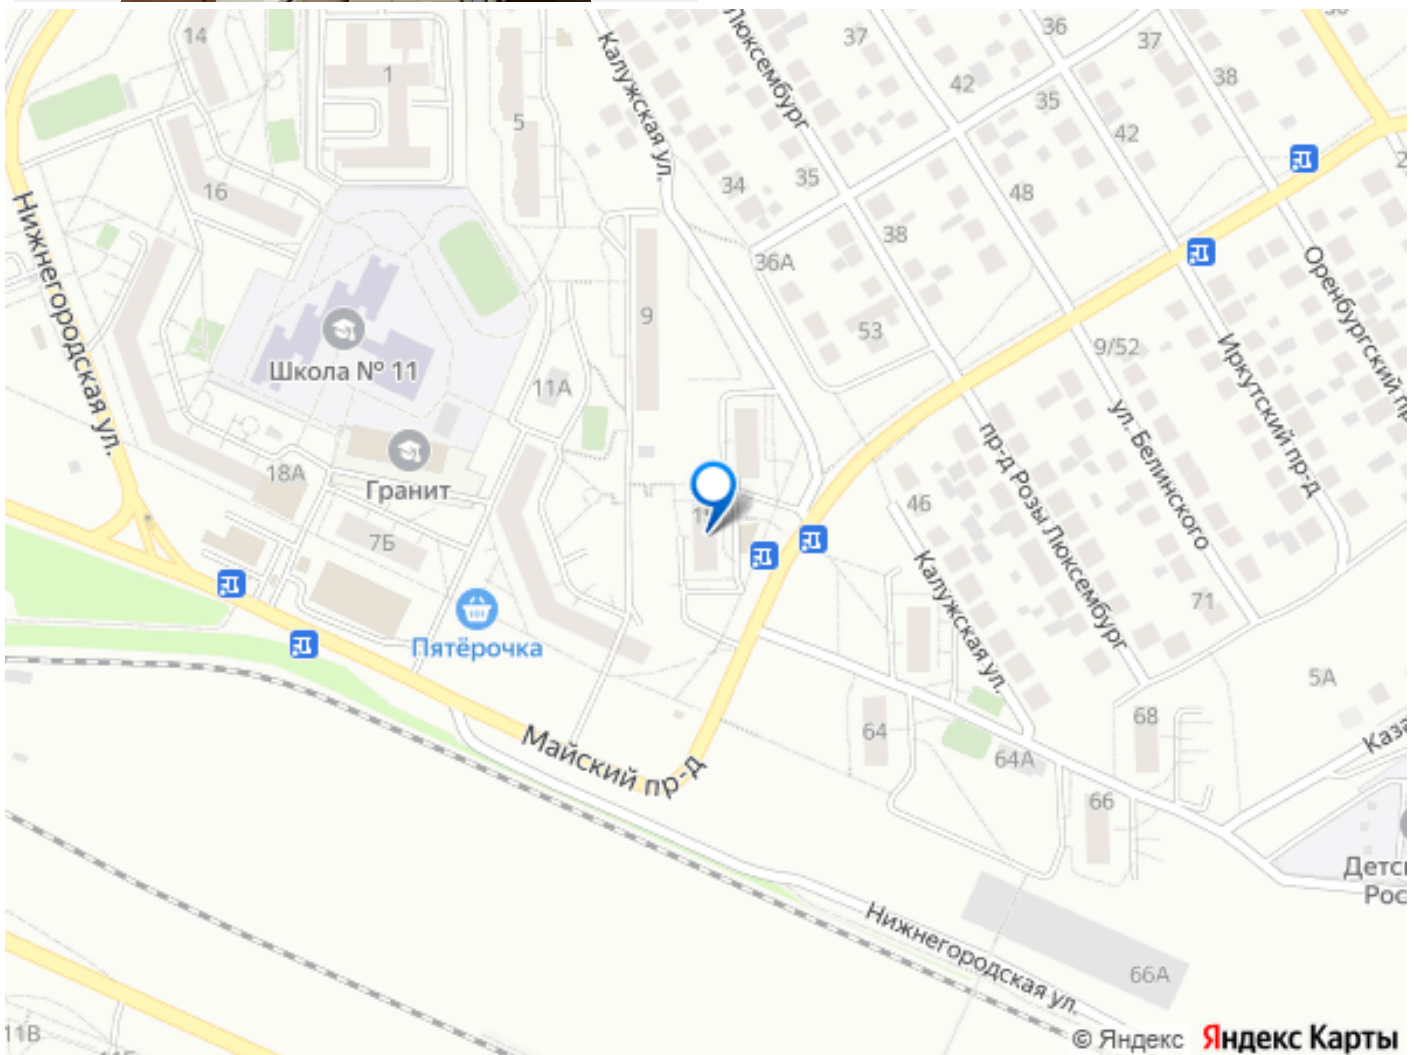 14
1
5
Калужская ул.
Люксембург
37
36
37
38
42
35
42
16
34
35
48
38
36А
Нижнегородская ул.
9
53
9/52
Оренбургский пр
Иркутский пр-д
Школа № 11
11А
ул. Белинского
пр-д Розы Люксембург
18А
Гранит
7Б
46
Калужская ул.
71
Пятёрочка
5А
64
68
64А
Каза
Майский пр-д
66
Детс
Рос
Нижнегородская ул.
66А
11В
© Яндекс Яндекс Карты